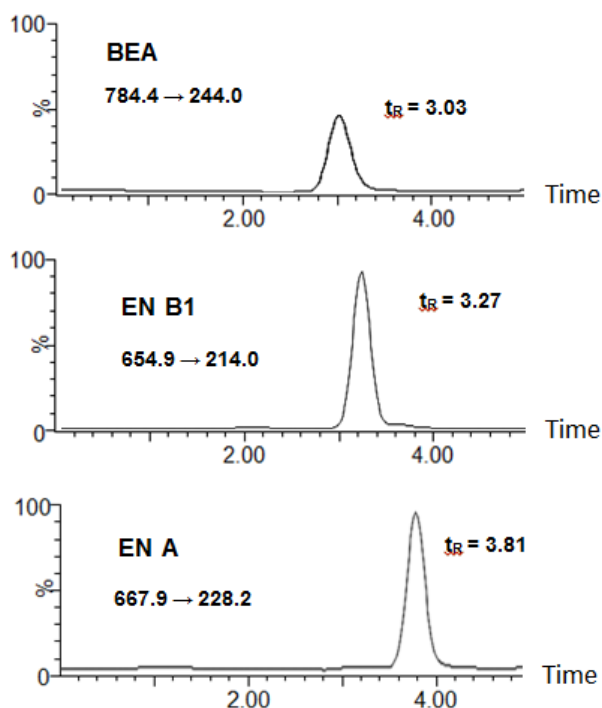 100
BEA
784.4 → 244.0
tR = 3.03
%
0
2.00
4.00
Time
100
EN B1
654.9 → 214.0
tR = 3.27
%
0
2.00
4.00
Time
100
EN A
667.9 → 228.2
tR = 3.81
%
0
2.00
4.00
Time